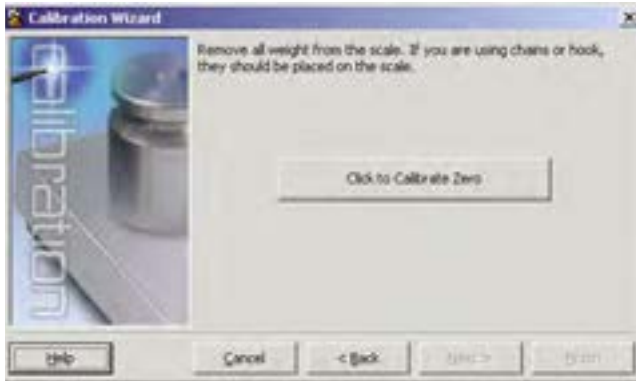 Calibration Wizard
Remove all weight from the scale. If you are using chains or hook,
they should be placed on the scale.
calibration
Click to Calibrate Zero
Help
Cancel
< Back
Next >
Finish